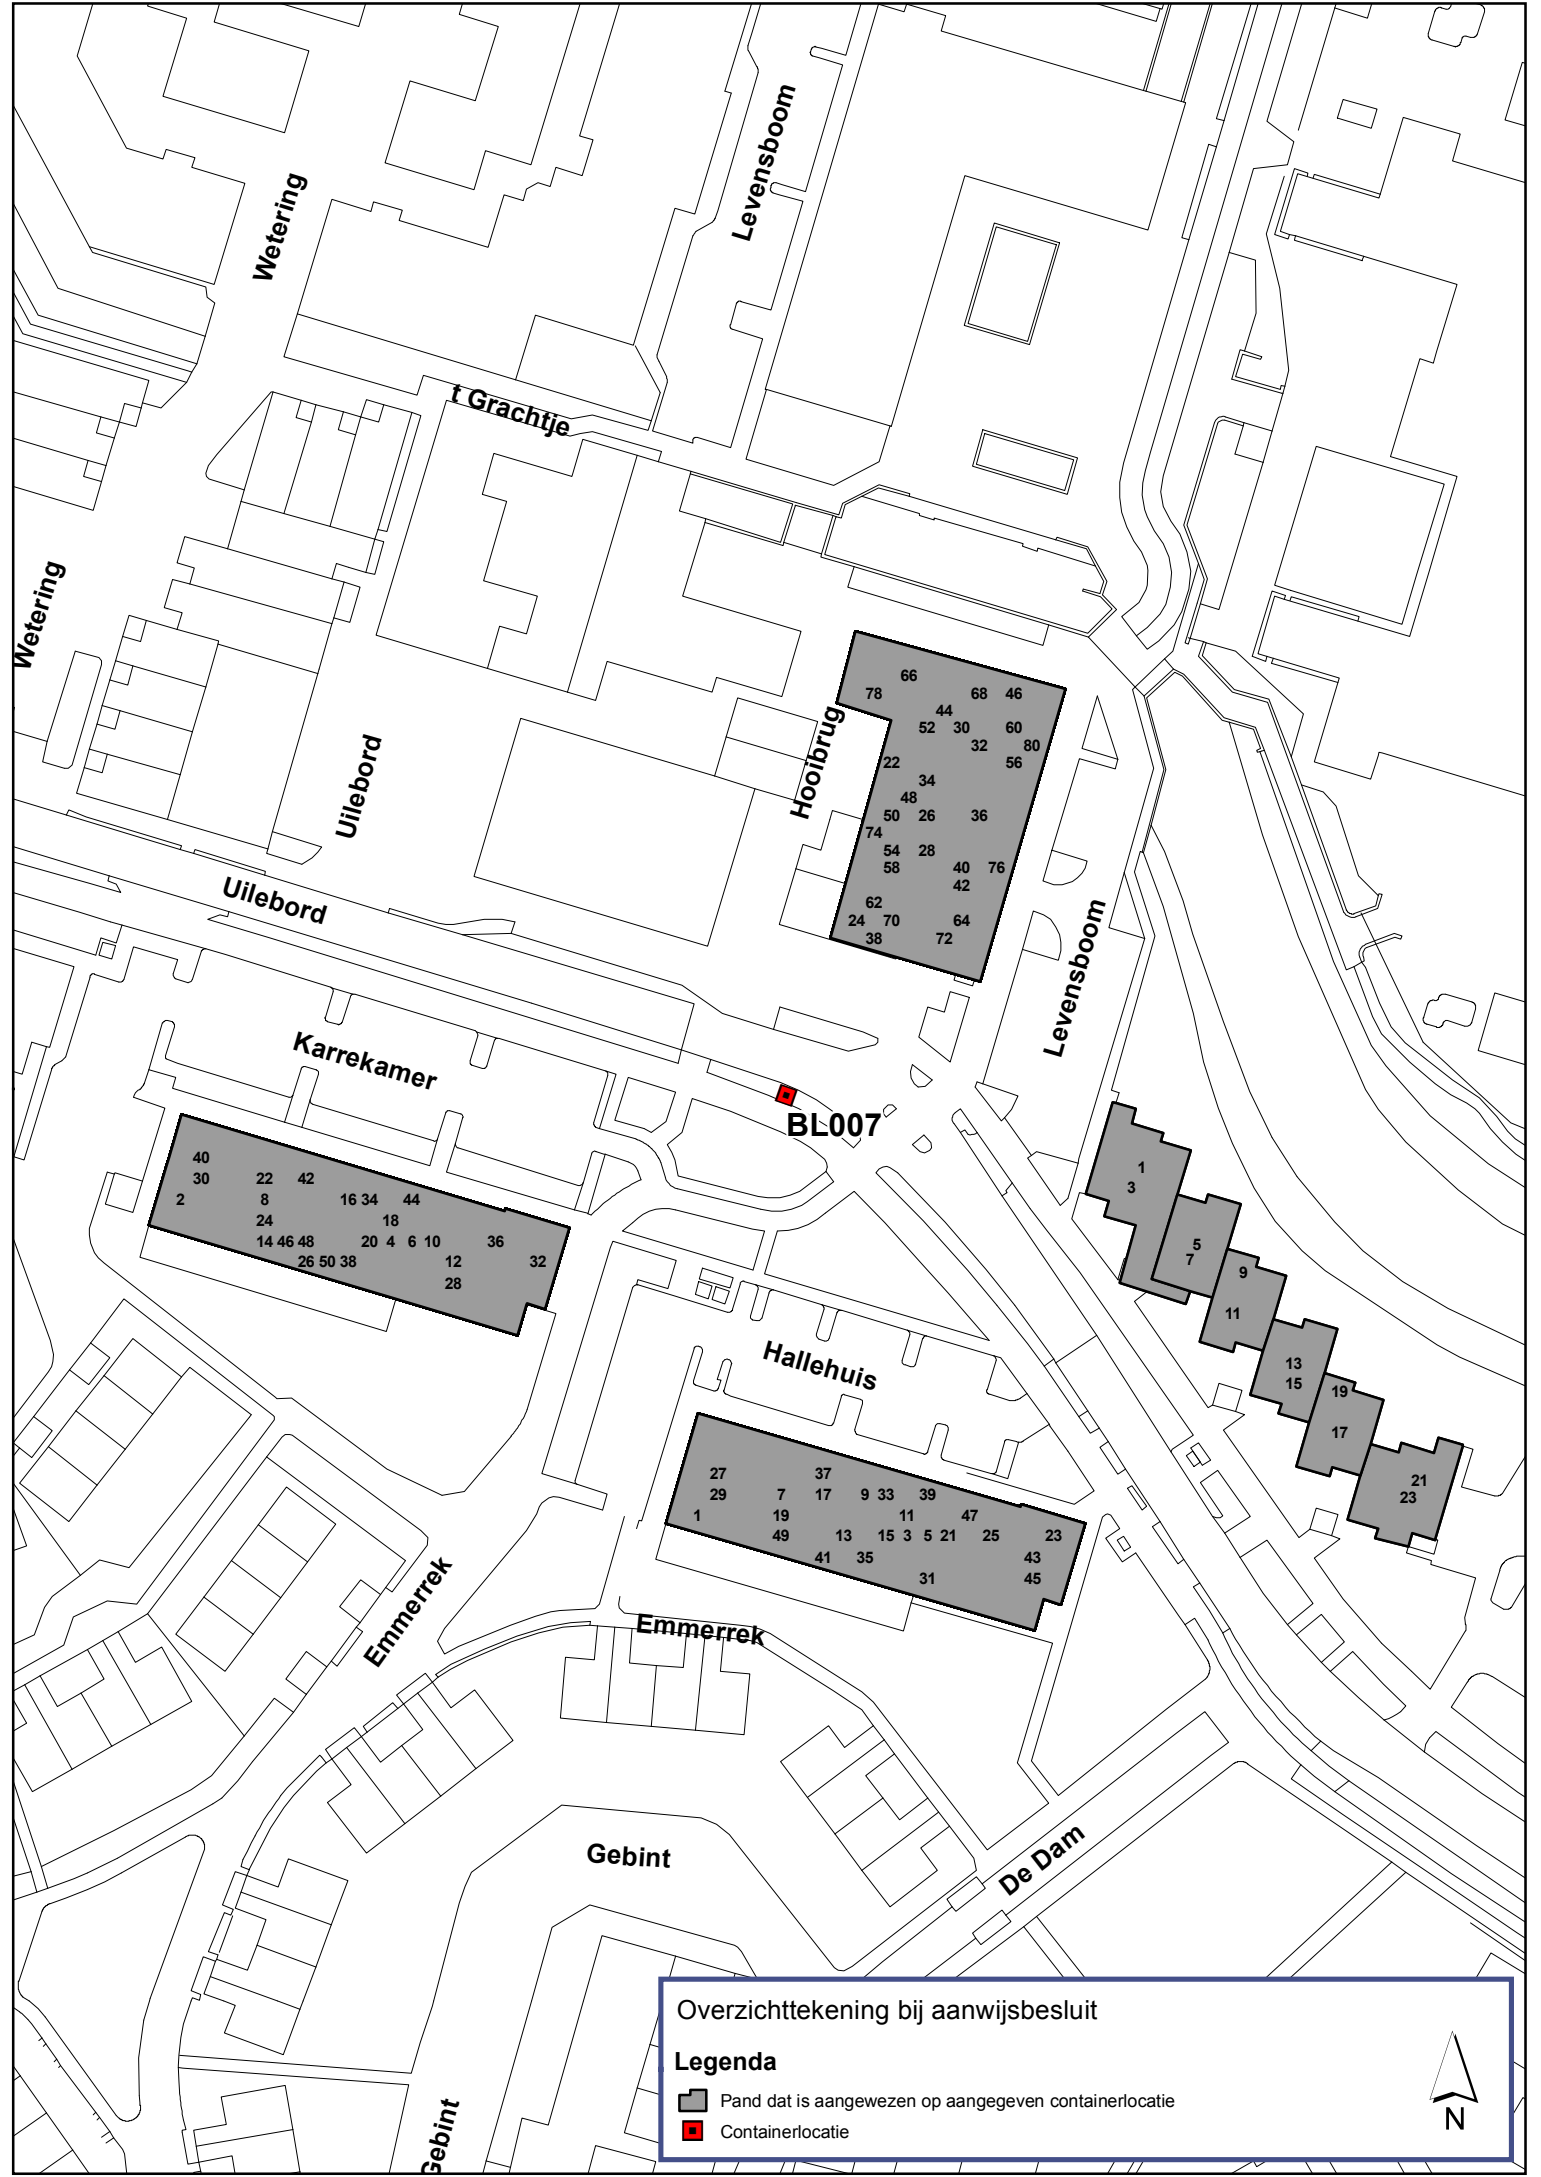 Levensboom
Wetering
t Grachtje
Wetering
66
78 68 46
44
52 30 60
32 80
22 56
34
48
50 26 36
74
54 28
58 40 76
42
62
24 70 64
38 72
Hooibrug
Uilebord
Uilebord
Levensboom
Karrekamer
BL007
40
30 22 42
2 8 16 34 44
24 18
14 46 48 20 4 6 10 36
26 50 38 12 32
28
1
3
5
7
9
11
13
15
19
17
21
23
Hallehuis
27 37
29 7 17 9 33 39
1 19 11 47
49 13 15 3 5 21 25 23
41 35 43
31 45
Emmerrek
Emmerrek
Gebint
De Dam
Gebint
Overzichttekening bij aanwijsbesluit
Legenda
Pand dat is aangewezen op aangegeven containerlocatie
Containerlocatie
N